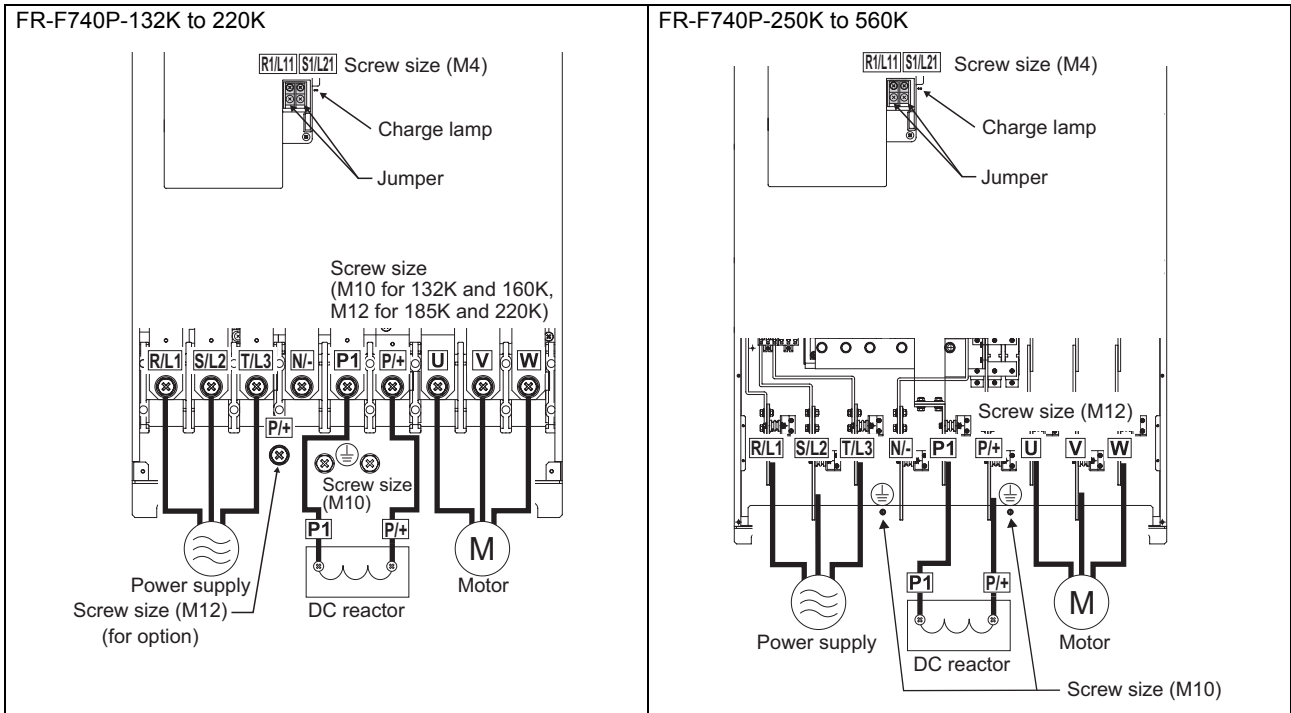 FR-F740P-132K to 220K
R1/L11 S1/L21 Screw size (M4)
Charge lamp
Jumper
Screw size
(M10 for 132K and 160K,
M12 for 185K and 220K)
R/L1 S/L2 T/L3 N/- P1 P/+ U V W
P/+
Screw size
(M10)
P1 P/+
M
Power supply
Motor
Screw size (M12)
(for option)
DC reactor
FR-F740P-250K to 560K
R1/L11 S1/L21 Screw size (M4)
Charge lamp
Jumper
Screw size (M12)
R/L1 S/L2 T/L3 N/- P1 P/+ U V W
P1 P/+
M
Power supply
Motor
DC reactor
Screw size (M10)